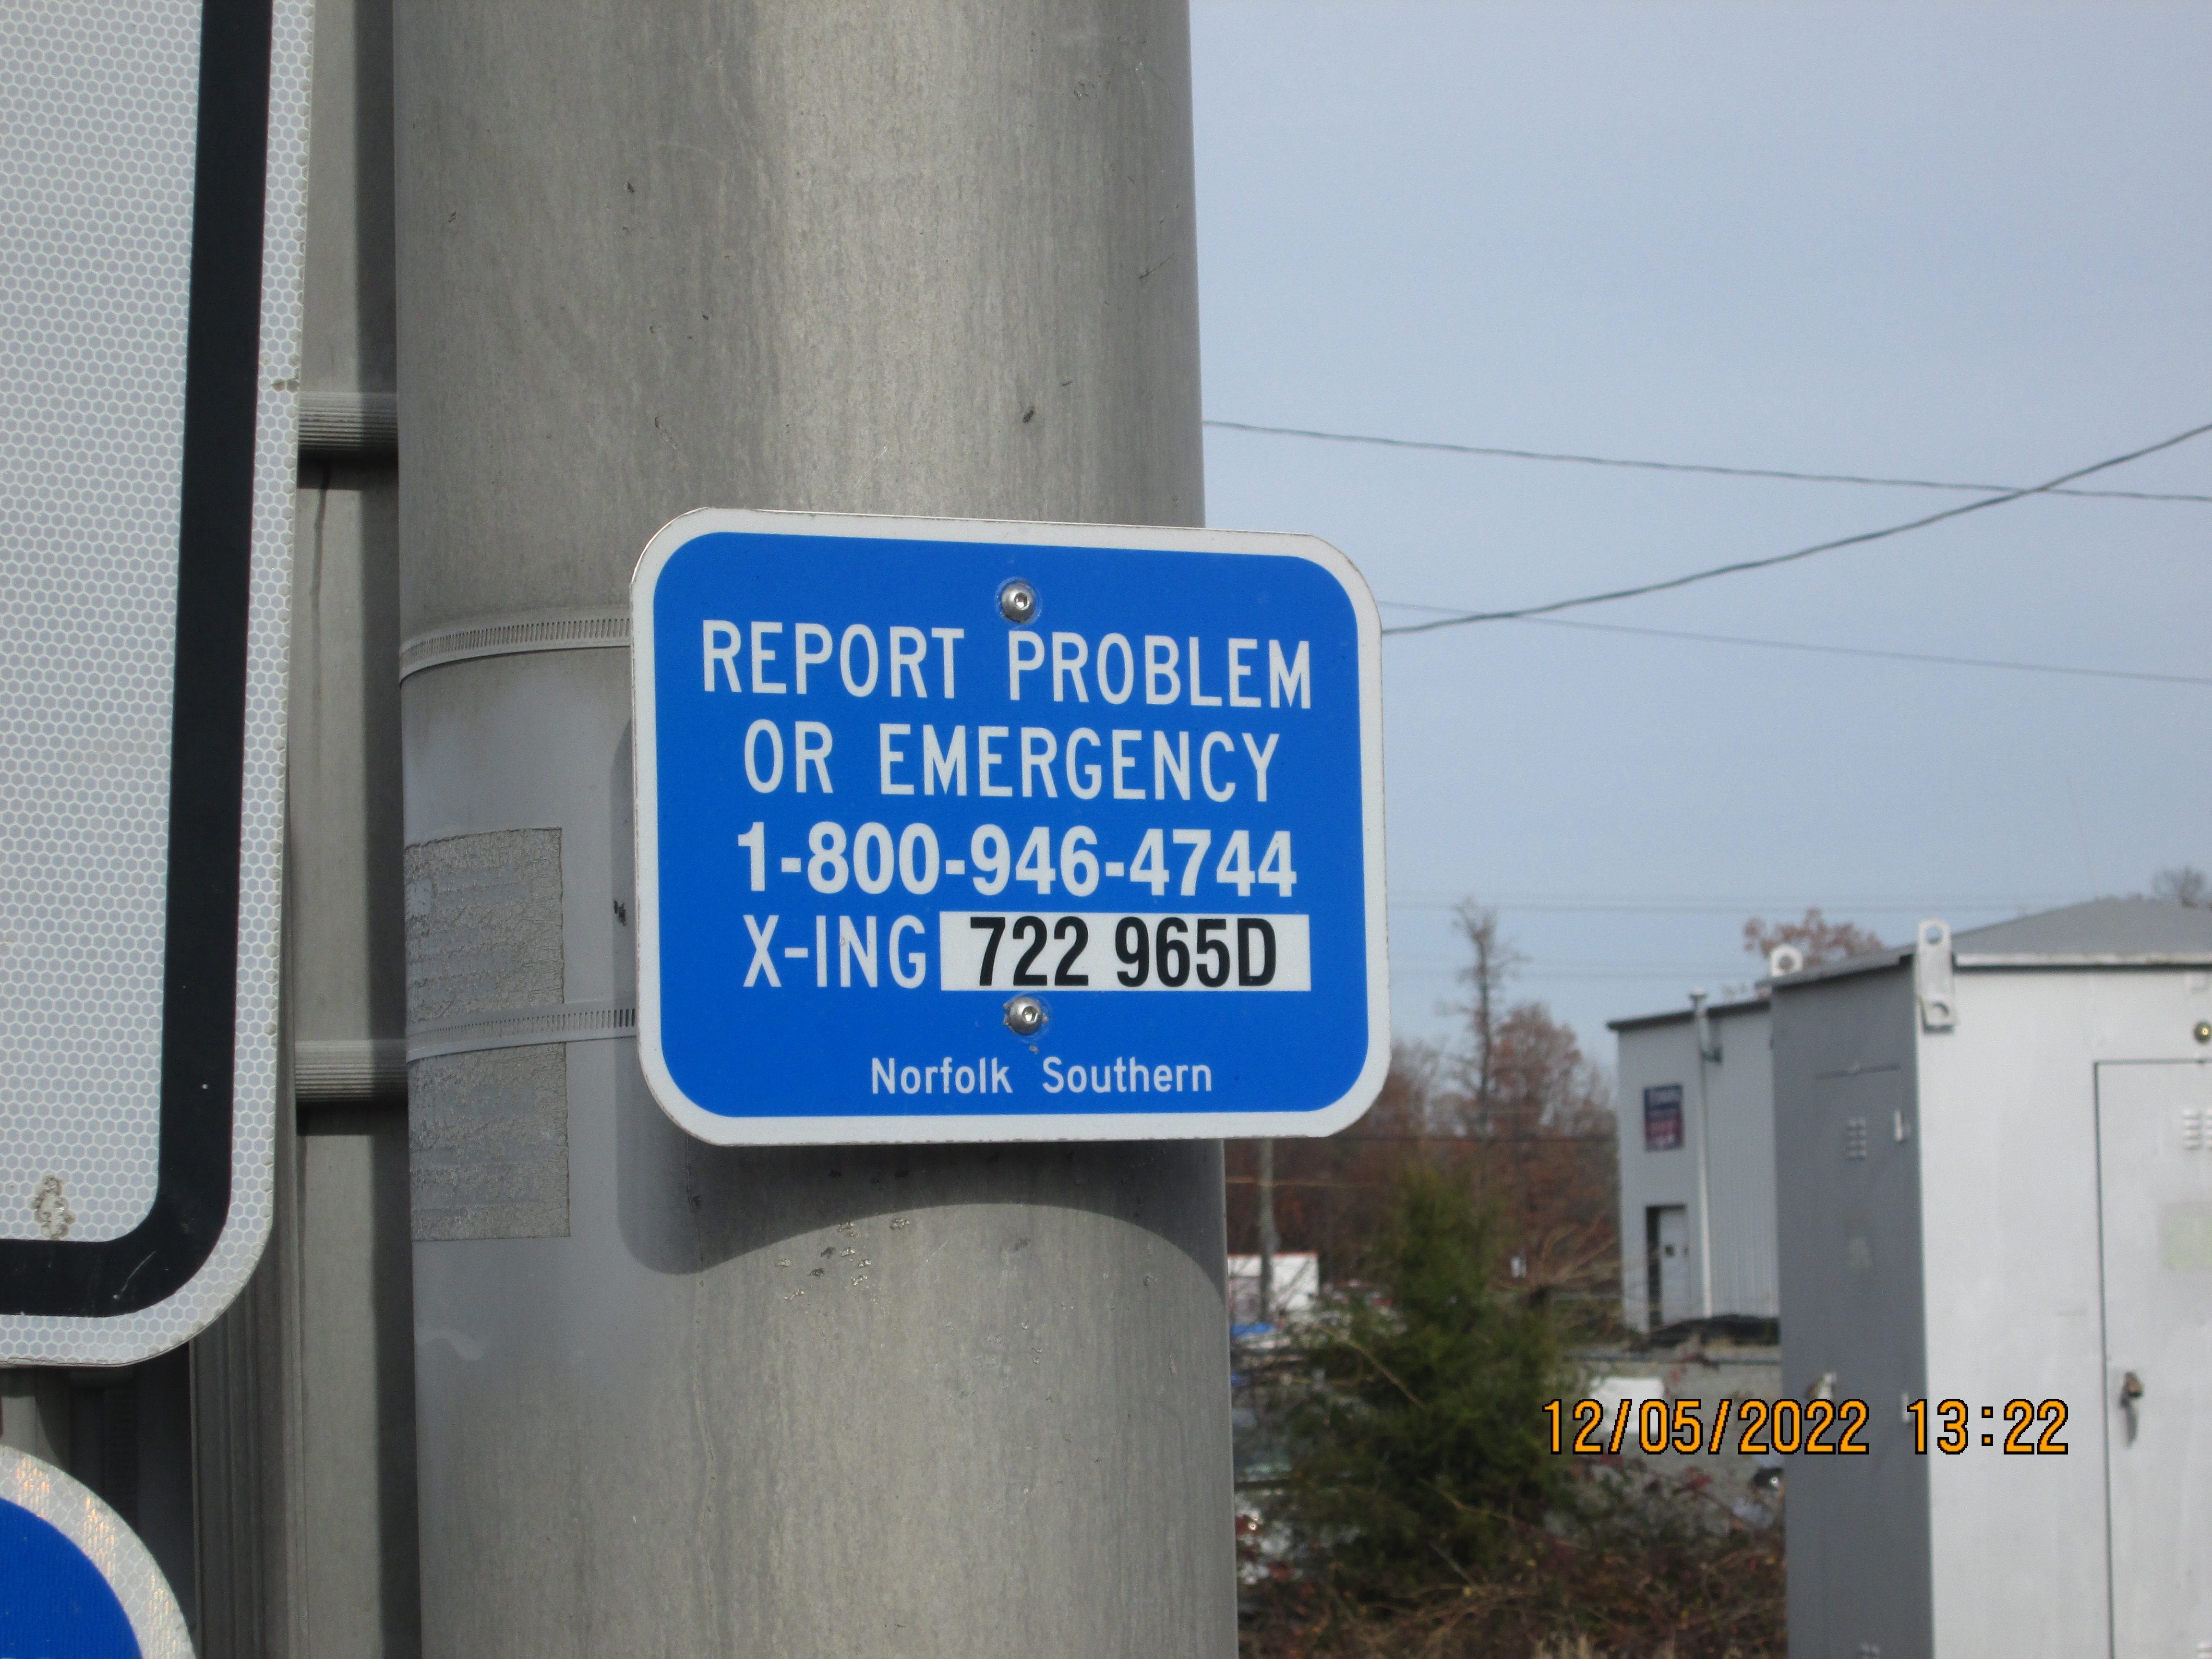 REPORT PROBLEM
OR EMERGENCY
1-800-946-4744
X-ING 722 965D
Norfolk Southern
12/05/2022 13:22